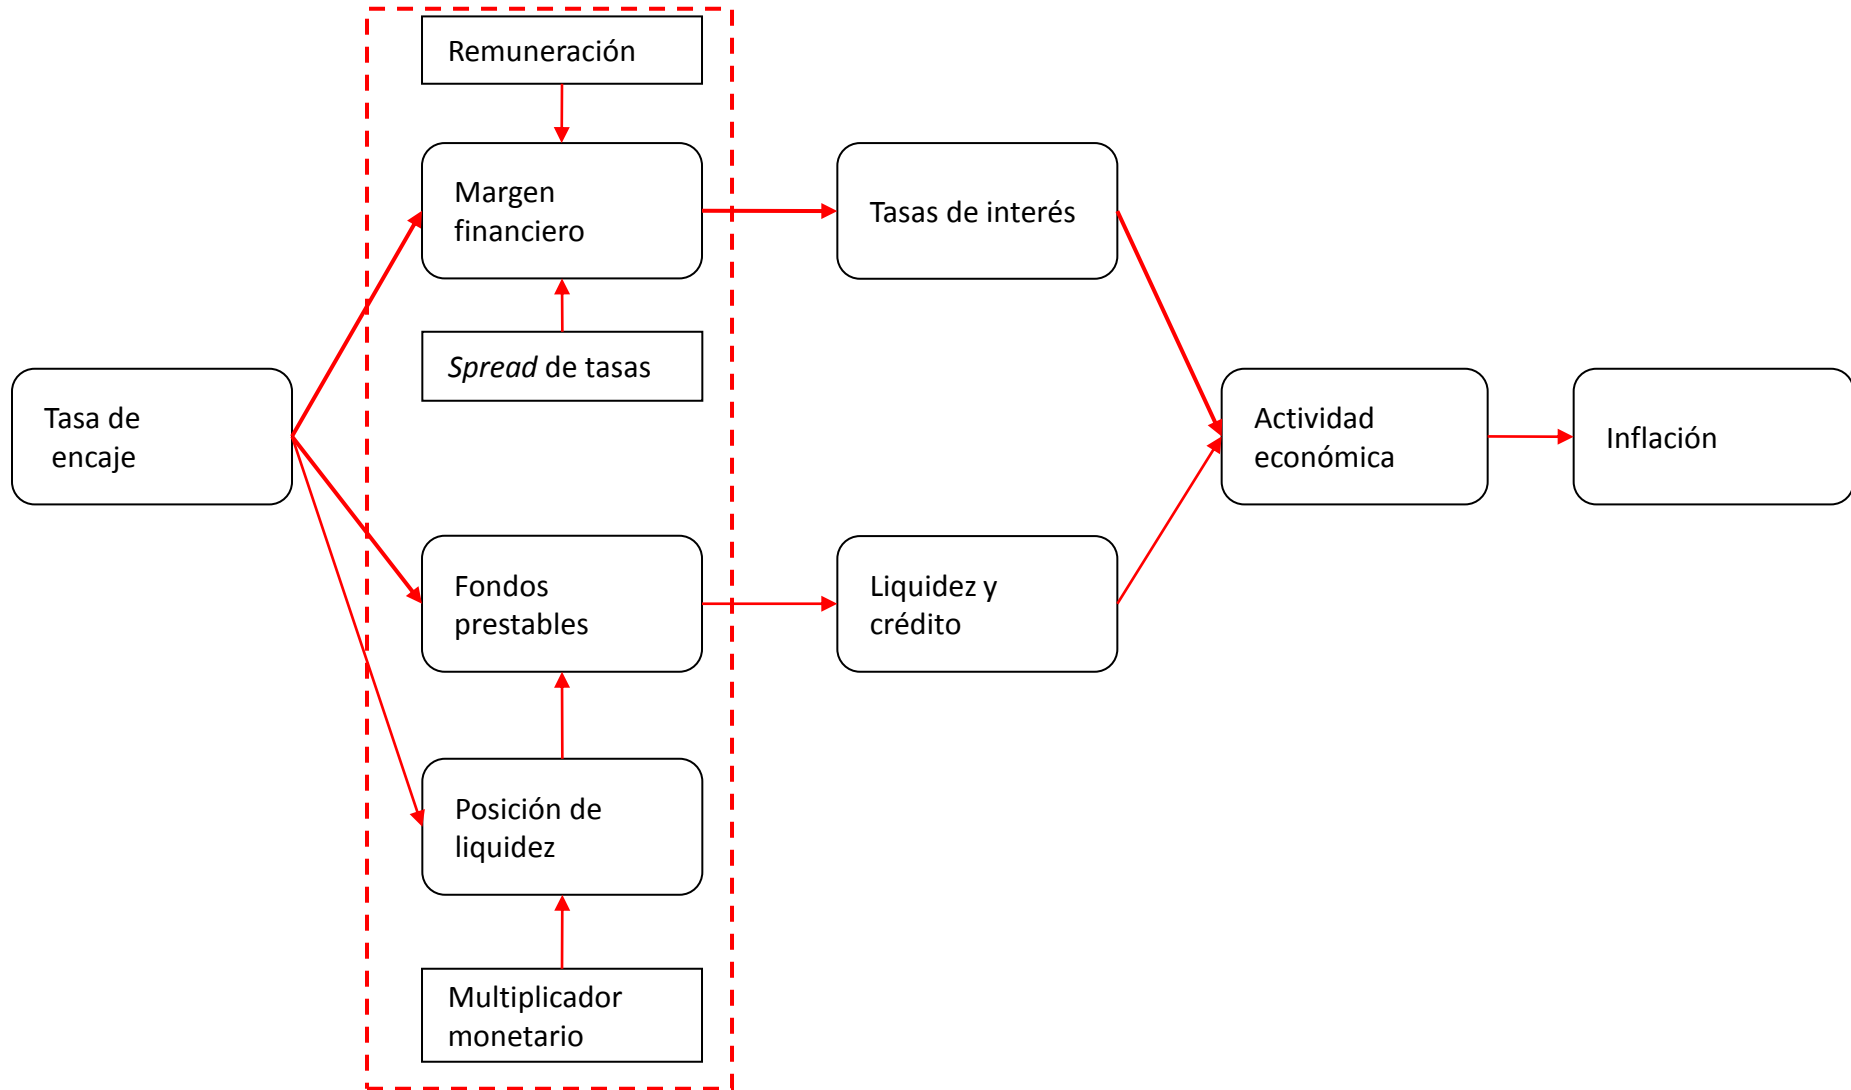 Remuneración
Margen
financiero
Spread de tasas
Tasa de
encaje
Fondos
prestables
Posición de
liquidez
Multiplicador
monetario
Tasas de interés
Liquidez y
crédito
Actividad
económica
Inflación